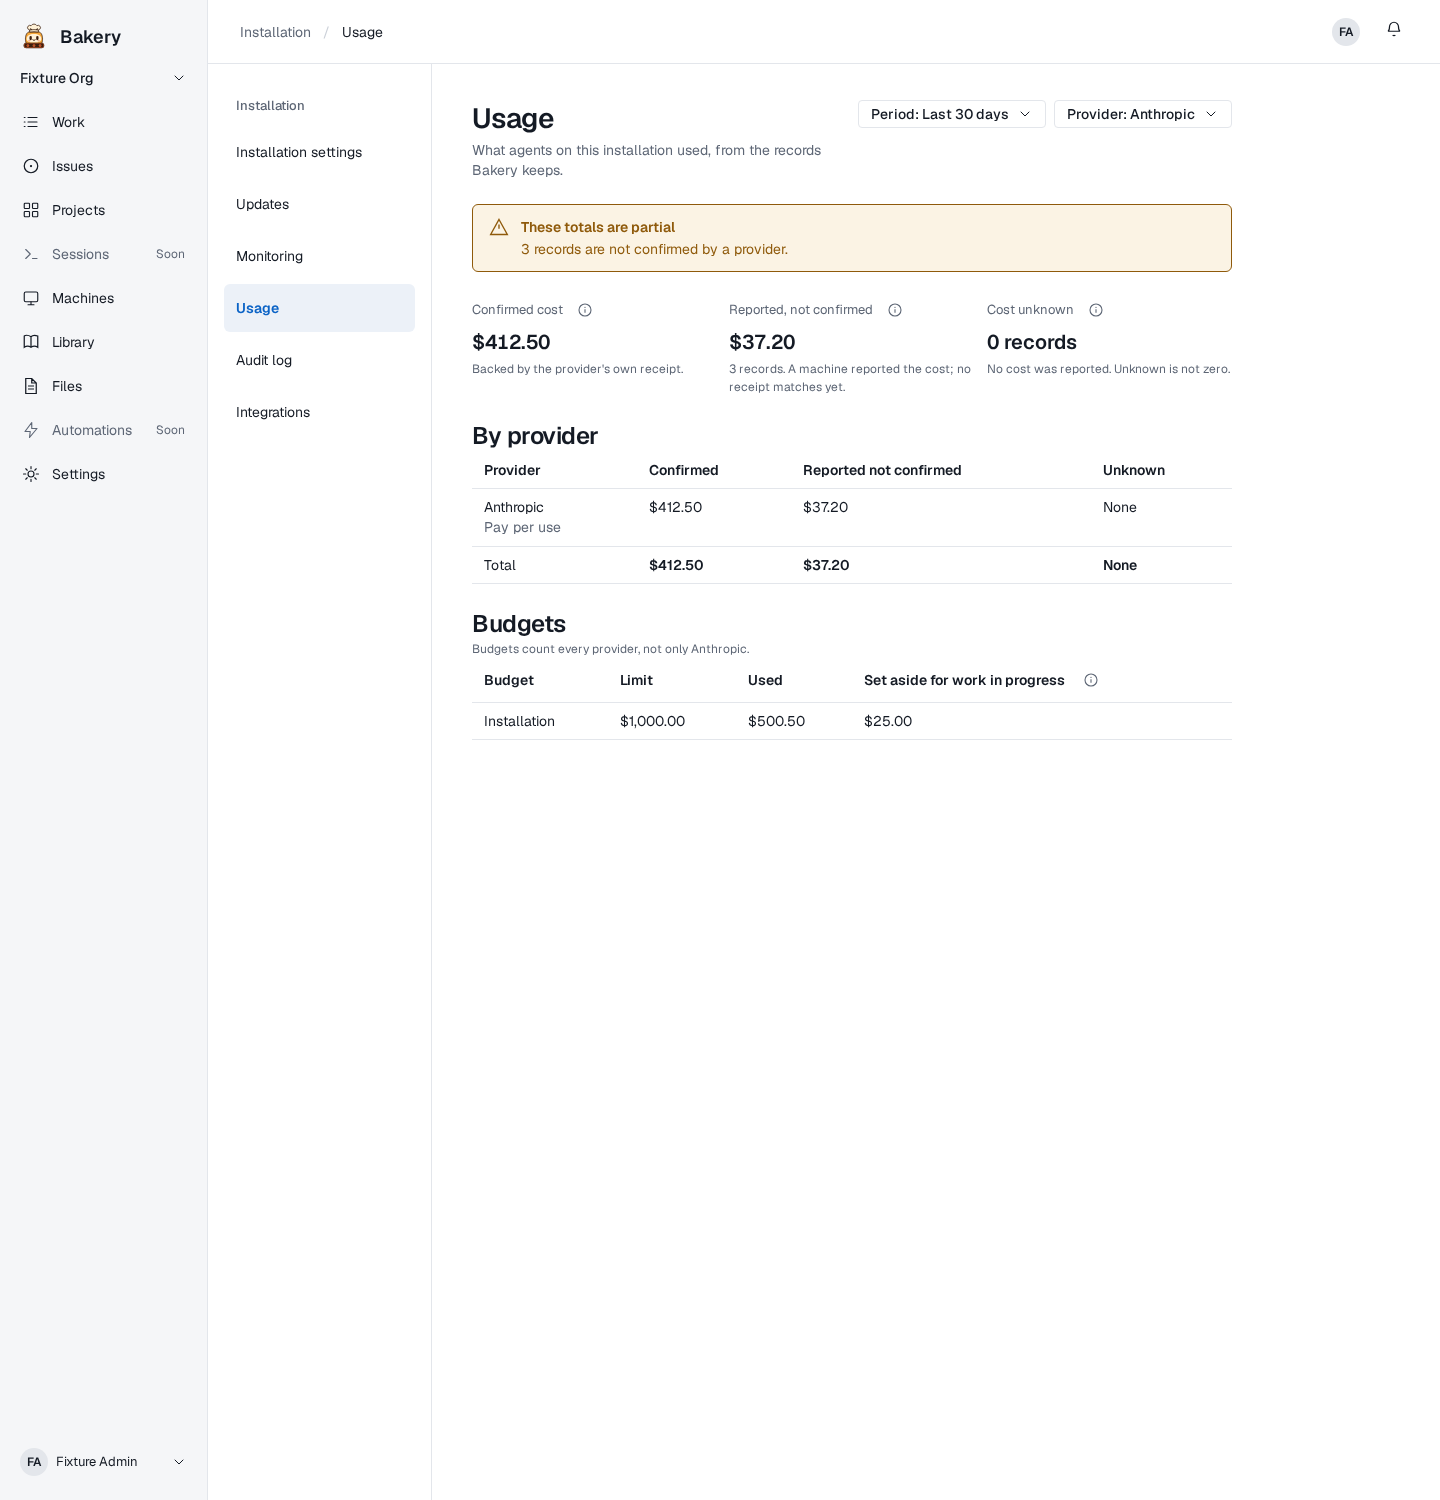 Bakery
Fixture Org
Work
Issues
Projects
Sessions Soon
Machines
Library
Files
Automations Soon
Settings
FA Fixture Admin
Installation / Usage
FA
Installation
Installation settings
Updates
Monitoring
Usage
Audit log
Integrations
Usage
What agents on this installation used, from the records
Bakery keeps.
Period: Last 30 days
Provider: Anthropic
These totals are partial
3 records are not confirmed by a provider.
Confirmed cost
$412.50
Backed by the provider's own receipt.
Reported, not confirmed
$37.20
3 records. A machine reported the cost; no
receipt matches yet.
Cost unknown
0 records
No cost was reported. Unknown is not zero.
By provider
Provider Confirmed Reported not confirmed Unknown
Anthropic $412.50 $37.20 None
Pay per use
Total $412.50 $37.20 None
Budgets
Budgets count every provider, not only Anthropic.
Budget Limit Used Set aside for work in progress
Installation $1,000.00 $500.50 $25.00